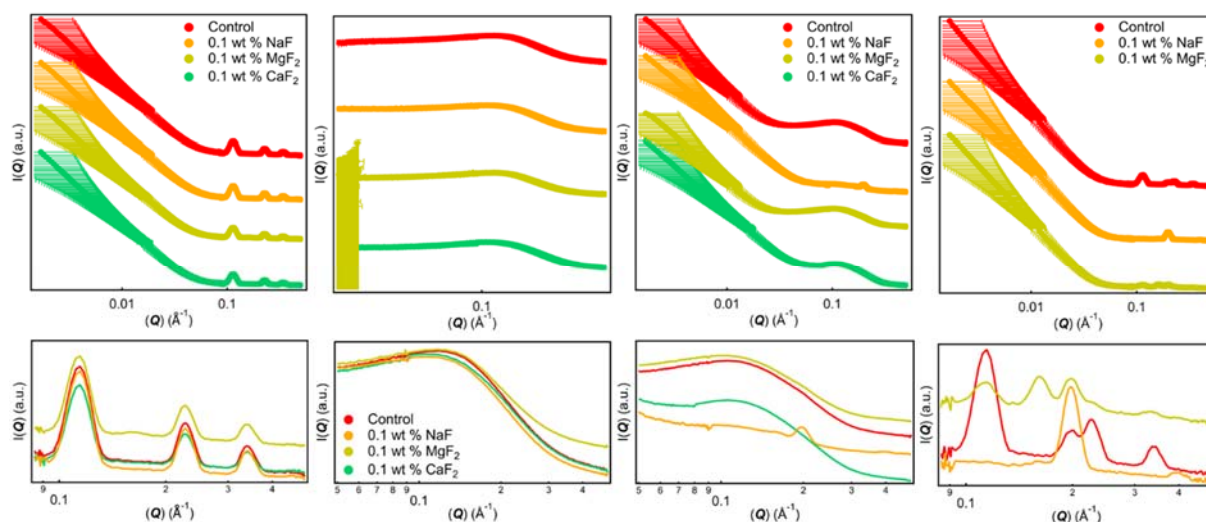 I(Q) (a.u.)
Control
0.1 wt % NaF
0.1 wt % MgF2
0.1 wt % CaF2
0.01 0.1
(Q) (Å-1)
I(Q) (a.u.)
0.1
(Q) (Å-1)
I(Q) (a.u.)
Control
0.1 wt % NaF
0.1 wt % MgF2
0.1 wt % CaF2
0.01 0.1
(Q) (Å-1)
I(Q) (a.u.)
Control
0.1 wt % NaF
0.1 wt % MgF2
0.01 0.1
(Q) (Å-1)
I(Q) (a.u.)
9 2 3 4
0.1
(Q) (Å-1)
I(Q) (a.u.)
Control
0.1 wt % NaF
0.1 wt % MgF2
0.1 wt % CaF2
5 6 7 8 9 2 3 4
0.1
(Q) (Å-1)
I(Q) (a.u.)
5 6 7 8 9 2 3 4
0.1
(Q) (Å-1)
I(Q) (a.u.)
9 2 3 4
0.1
(Q) (Å-1)